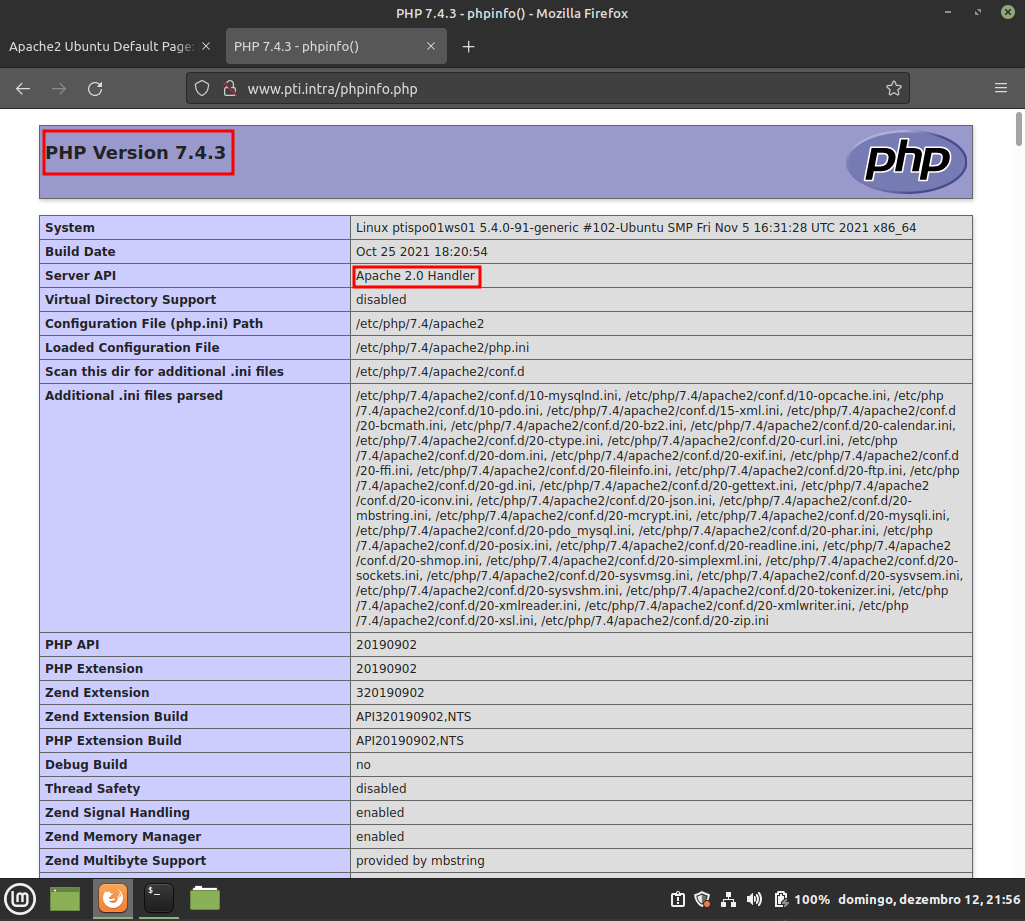 PHP 7.4.3 - phpinfo() - Mozilla Firefox
Apache2 Ubuntu Default Page:
PHP 7.4.3 - phpinfo()
www.pti.intra/phpinfo.php
PHP Version 7.4.3
php
System Linux ptispo01ws01 5.4.0-91-generic #102-Ubuntu SMP Fri Nov 5 16:31:28 UTC 2021 x86_64
Build Date Oct 25 2021 18:20:54
Server API Apache 2.0 Handler
Virtual Directory Support disabled
Configuration File (php.ini) Path /etc/php/7.4/apache2
Loaded Configuration File /etc/php/7.4/apache2/php.ini
Scan this dir for additional .ini files /etc/php/7.4/apache2/conf.d
Additional .ini files parsed /etc/php/7.4/apache2/conf.d/10-mysqlnd.ini, /etc/php/7.4/apache2/conf.d/10-opcache.ini, /etc/php
/7.4/apache2/conf.d/10-pdo.ini, /etc/php/7.4/apache2/conf.d/15-xml.ini, /etc/php/7.4/apache2/conf.d
/20-bcmath.ini, /etc/php/7.4/apache2/conf.d/20-bz2.ini, /etc/php/7.4/apache2/conf.d/20-calendar.ini,
/etc/php/7.4/apache2/conf.d/20-ctype.ini, /etc/php/7.4/apache2/conf.d/20-curl.ini, /etc/php
/7.4/apache2/conf.d/20-dom.ini, /etc/php/7.4/apache2/conf.d/20-exif.ini, /etc/php/7.4/apache2/conf.d
/20-ffi.ini, /etc/php/7.4/apache2/conf.d/20-fileinfo.ini, /etc/php/7.4/apache2/conf.d/20-ftp.ini, /etc/php
/7.4/apache2/conf.d/20-gd.ini, /etc/php/7.4/apache2/conf.d/20-gettext.ini, /etc/php/7.4/apache2
/conf.d/20-iconv.ini, /etc/php/7.4/apache2/conf.d/20-json.ini, /etc/php/7.4/apache2/conf.d/20-
mbstring.ini, /etc/php/7.4/apache2/conf.d/20-mcrypt.ini, /etc/php/7.4/apache2/conf.d/20-mysqli.ini,
/etc/php/7.4/apache2/conf.d/20-pdo_mysql.ini, /etc/php/7.4/apache2/conf.d/20-phar.ini, /etc/php
/7.4/apache2/conf.d/20-posix.ini, /etc/php/7.4/apache2/conf.d/20-readline.ini, /etc/php/7.4/apache2
/conf.d/20-shmop.ini, /etc/php/7.4/apache2/conf.d/20-simplexml.ini, /etc/php/7.4/apache2/conf.d/20-
sockets.ini, /etc/php/7.4/apache2/conf.d/20-sysvmsg.ini, /etc/php/7.4/apache2/conf.d/20-sysvsem.ini,
/etc/php/7.4/apache2/conf.d/20-sysvshm.ini, /etc/php/7.4/apache2/conf.d/20-tokenizer.ini, /etc/php
/7.4/apache2/conf.d/20-xmlreader.ini, /etc/php/7.4/apache2/conf.d/20-xmlwriter.ini, /etc/php
/7.4/apache2/conf.d/20-xsl.ini, /etc/php/7.4/apache2/conf.d/20-zip.ini
PHP API 20190902
PHP Extension 20190902
Zend Extension 320190902
Zend Extension Build API320190902,NTS
PHP Extension Build API20190902,NTS
Debug Build no
Thread Safety disabled
Zend Signal Handling enabled
Zend Memory Manager enabled
Zend Multibyte Support provided by mbstring
100% domingo, dezembro 12, 21:56